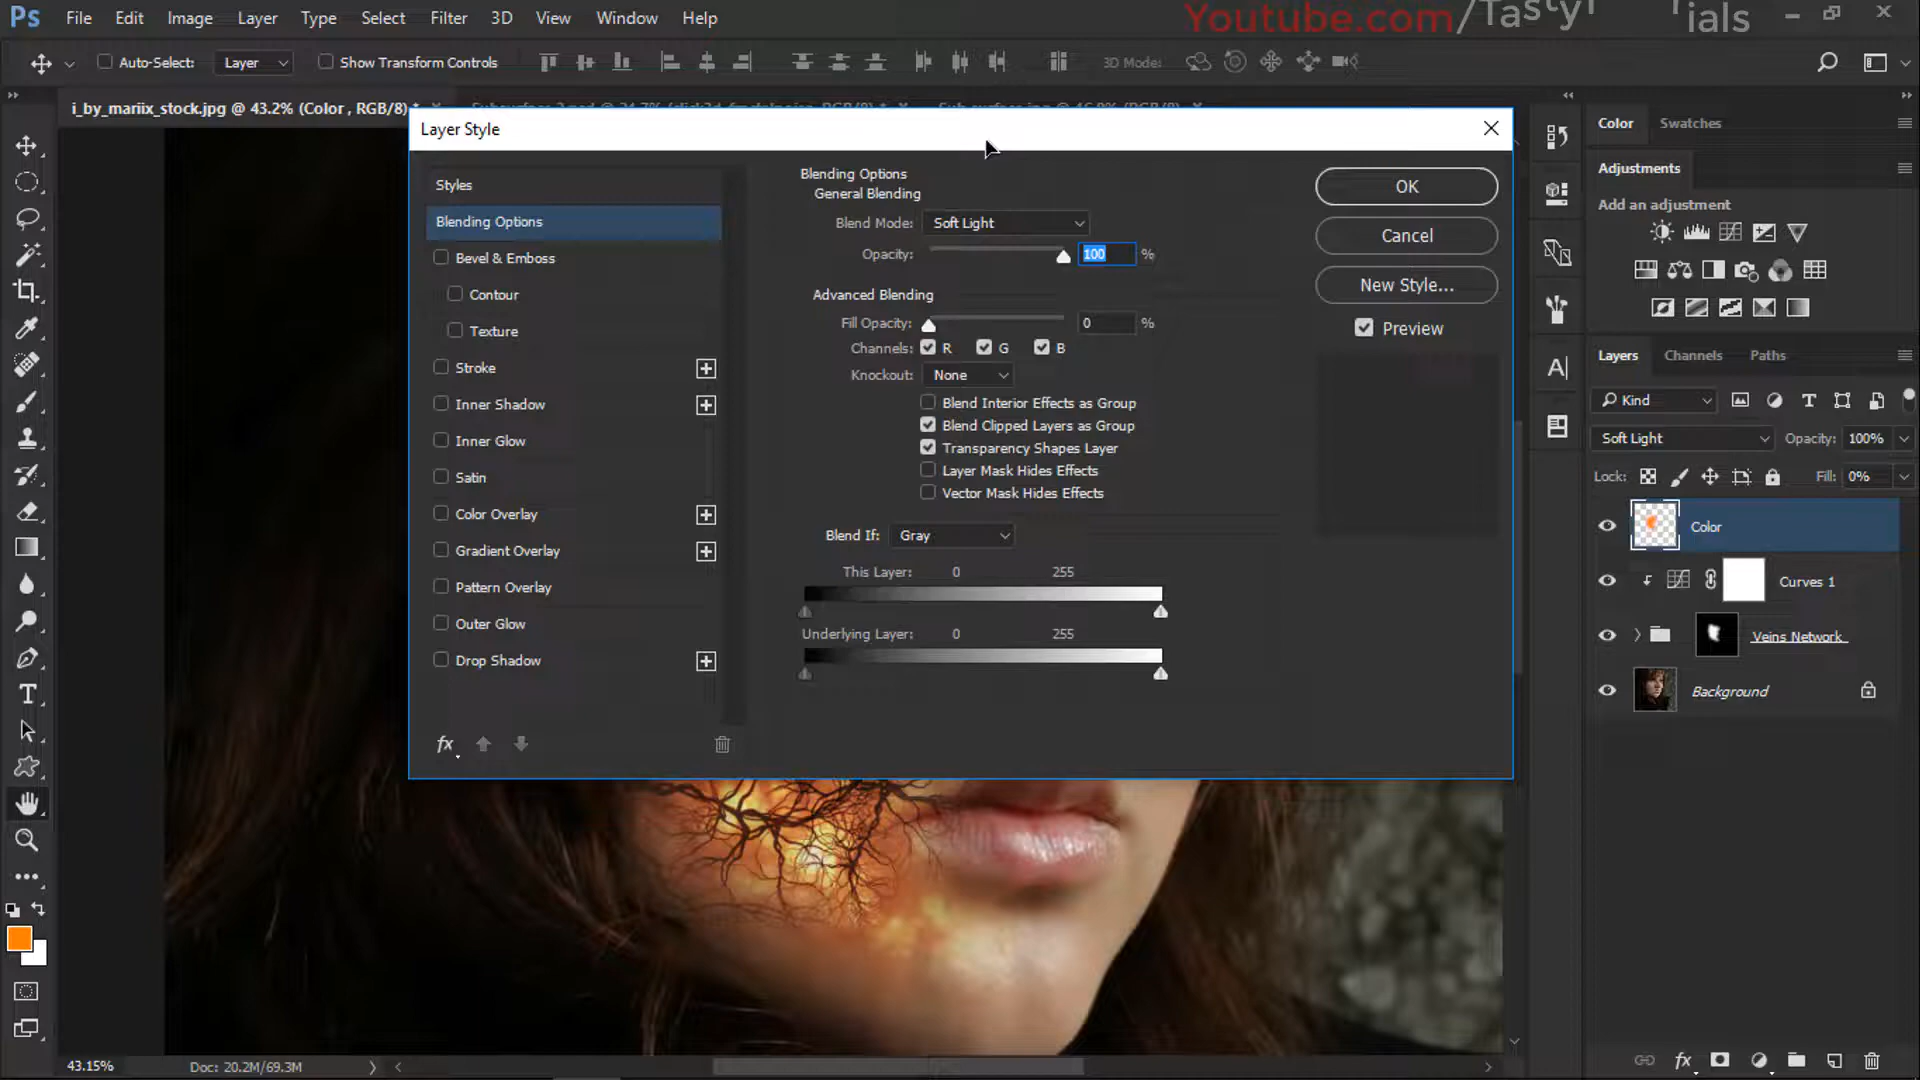 Ps File Edit Image Layer Type Select Filter 3D View Window Help
Youtube.com/Tasty ials
Auto-Select: Layer Show Transform Controls 3D Mode:
i_by_mariix_stock.jpg @ 43.2% (Color , RGB/8) *
Layer Style
Styles
Blending Options
Bevel & Emboss
Contour
Texture
Stroke
Inner Shadow
Inner Glow
Satin
Color Overlay
Gradient Overlay
Pattern Overlay
Outer Glow
Drop Shadow
fx
Blending Options
General Blending
Blend Mode: Soft Light
Opacity: 100 %
Advanced Blending
Fill Opacity: 0 %
Channels: R G B
Knockout: None
Blend Interior Effects as Group
Blend Clipped Layers as Group
Transparency Shapes Layer
Layer Mask Hides Effects
Vector Mask Hides Effects
Blend If: Gray
This Layer: 0 255
Underlying Layer: 0 255
OK
Cancel
New Style...
Preview
Color Swatches
Adjustments
Add an adjustment
Layers Channels Paths
Kind
Soft Light Opacity: 100%
Lock: Fill: 0%
Color
Curves 1
Veins Network
Background
43.15% Doc: 20.2M/69.3M
fx